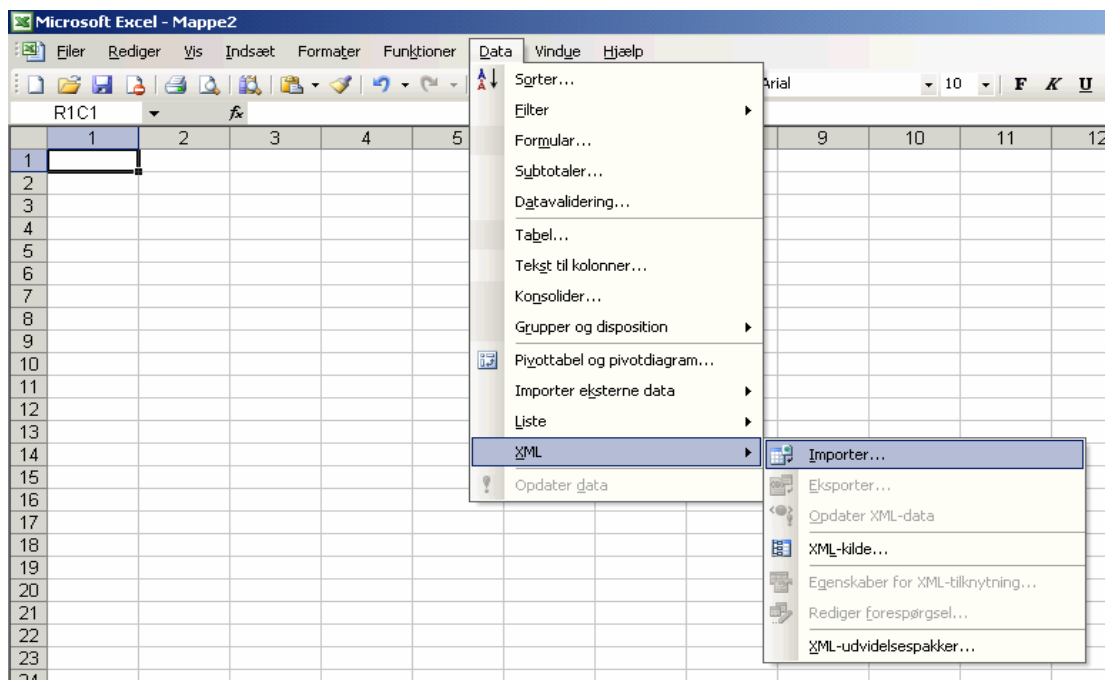 Microsoft Excel - Mappe2
Filer Rediger Vis Indsæt Formater Funktioner Data Vindue Hjælp
Arial 10 F K U
R1C1 fx
1 2 3 4 5 9 10 11 12
1
2
3
4
5
6
7
8
9
10
11
12
13
14
15
16
17
18
19
20
21
22
23
24
Sorter...
Filter
Formular...
Subtotaler...
Datavalidering...
Tabel...
Tekst til kolonner...
Konsolider...
Grupper og disposition
Pivottabel og pivotdiagram...
Importer eksterne data
Liste
XML
Opdater data
Importer...
Eksporter...
Opdater XML-data
XML-kilde...
Egenskaber for XML-tilknytning...
Rediger forespørgsel...
XML-udvidelsespakker...